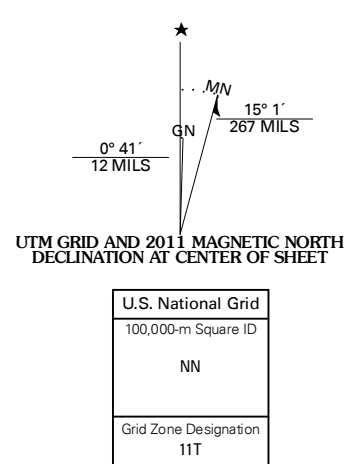 MN
GN
15° 1´
267 MILS
0° 41´
12 MILS
UTM GRID AND 2011 MAGNETIC NORTH
DECLINATION AT CENTER OF SHEET
U.S. National Grid
100,000-m Square ID
NN
Grid Zone Designation
11T